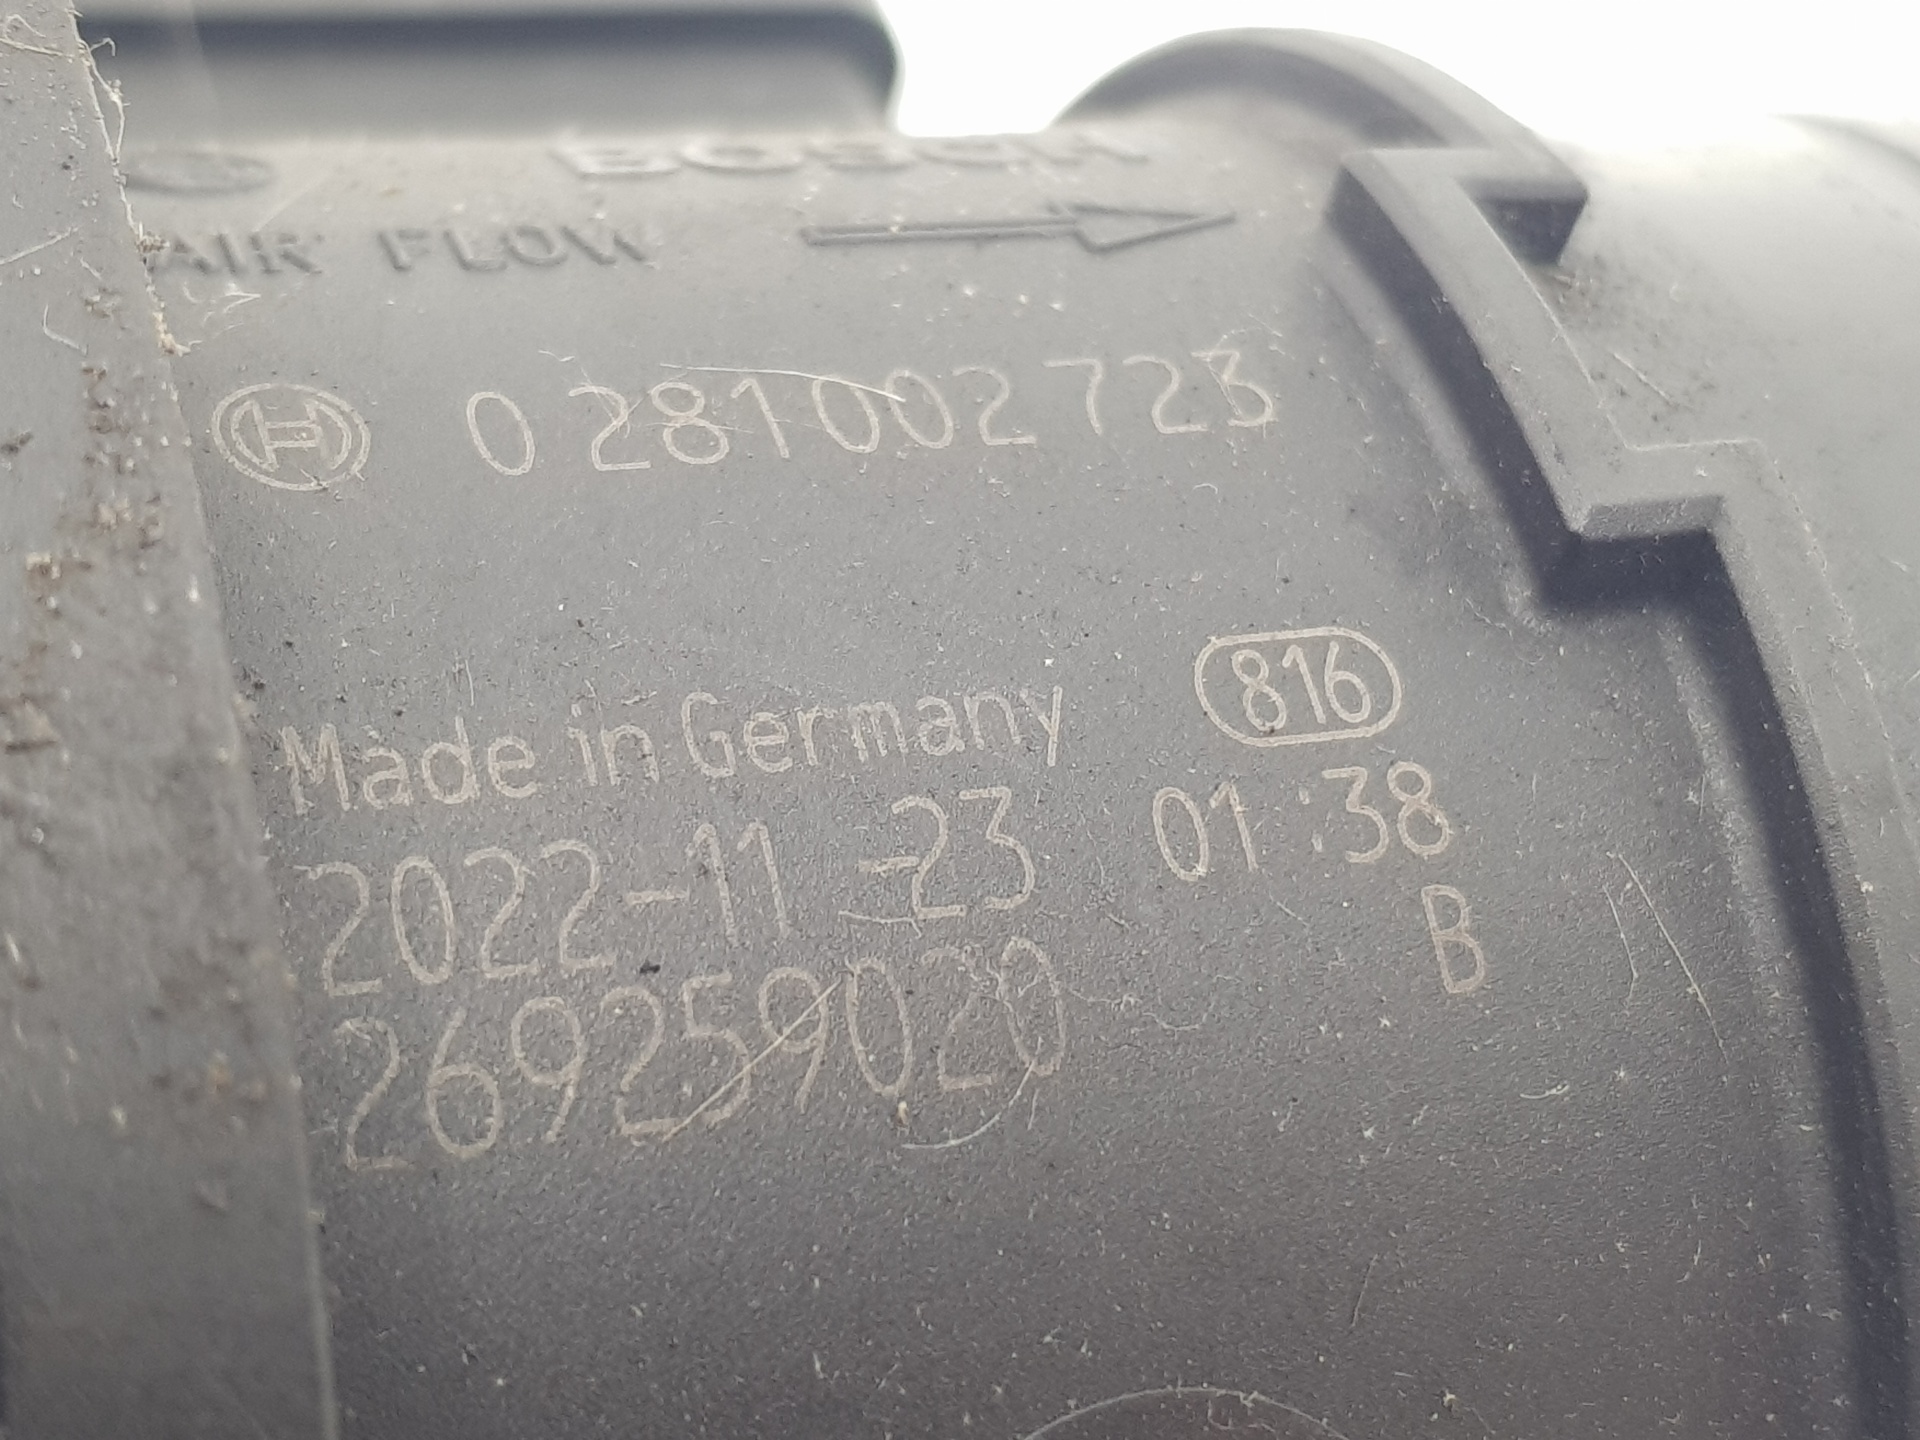 BOSCH
AIR FLOW
0 281 002 723
816
Made in Germany
2022-11-23 01:38
B
269259020